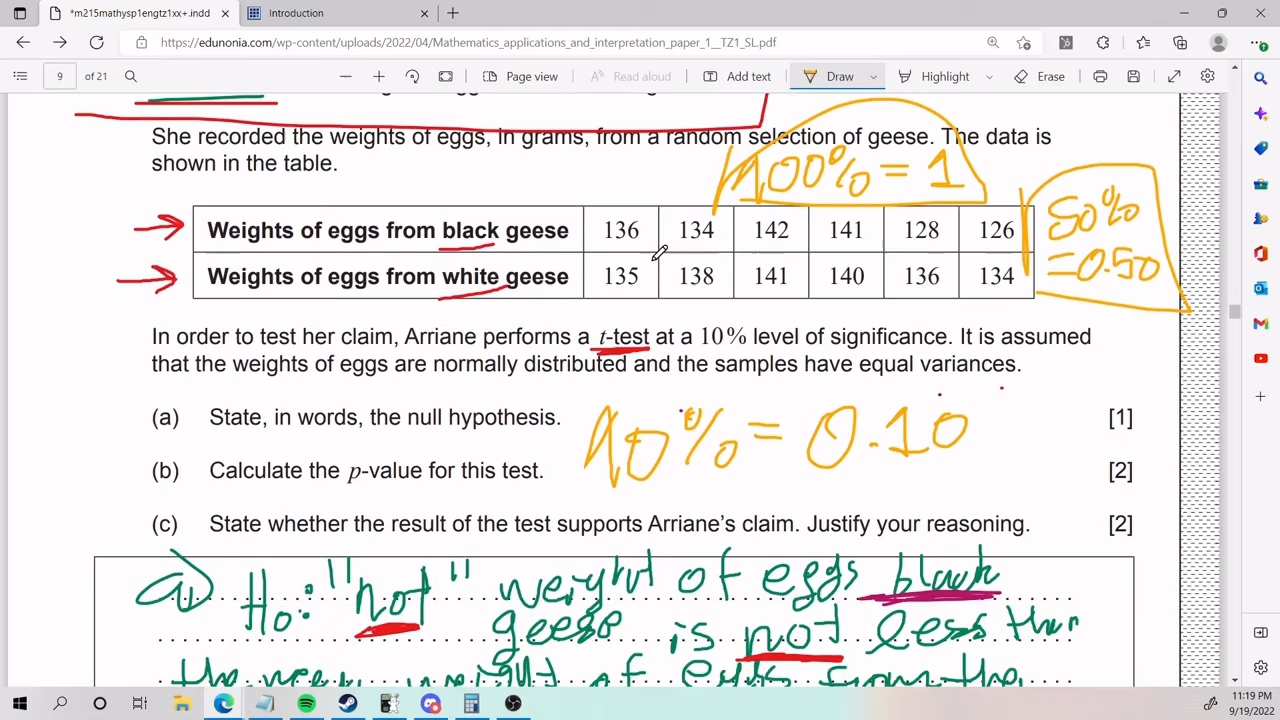 *m215mathysp1engtz1xx+.indd
Introduction
https://edunonia.com/wp-content/uploads/2022/04/Mathematics_applications_and_interpretation_paper_1__TZ1_SL.pdf
9 of 21 Page view Read aloud Add text Draw Highlight Erase
She recorded the weights of eggs, in grams, from a random selection of geese. The data is
shown in the table.
100% = 1
Weights of eggs from black geese 136 134 142 141 128 126
Weights of eggs from white geese 135 138 141 140 136 134
50%
=0.50
In order to test her claim, Arriane performs a t-test at a 10% level of significance. It is assumed
that the weights of eggs are normally distributed and the samples have equal variances.
(a) State, in words, the null hypothesis. [1]
10% = 0.10
(b) Calculate the p-value for this test. [2]
(c) State whether the result of the test supports Arriane's claim. Justify your reasoning. [2]
a) Ho: "not" weight of eggs black
geese is not less than
the weight of eggs from the
11:19 PM
9/19/2022